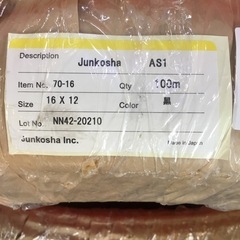 Description Junkosha AS1
Item No. 70-16 Qty 100m
Size 16 X 12 Color 黒
Lot No. NN42-20210
Junkosha Inc. Made in Japan